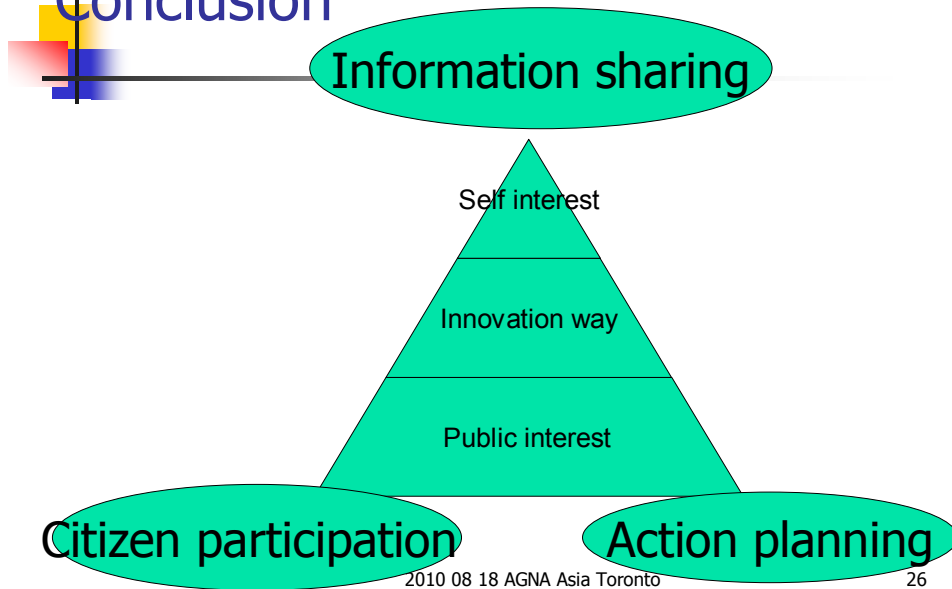 Conclusion
Information sharing
Self interest
Innovation way
Public interest
Citizen participation
Action planning
2010 08 18 AGNA Asia Toronto
26